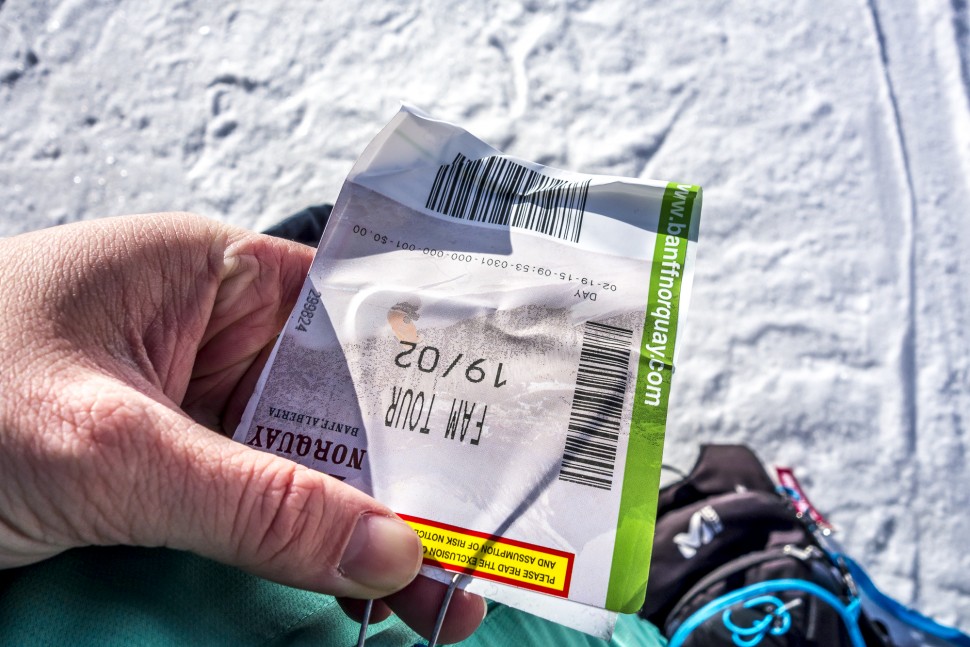 PLEASE READ THE EXCLUSION
AND ASSUMPTION OF RISK NOTICE
NORQUAY
BANFF, ALBERTA
FAM TOUR
19/02
DAY
02-19-15-09:53-0301-000-000-001-$0.00
299824
www.banffnorquay.com